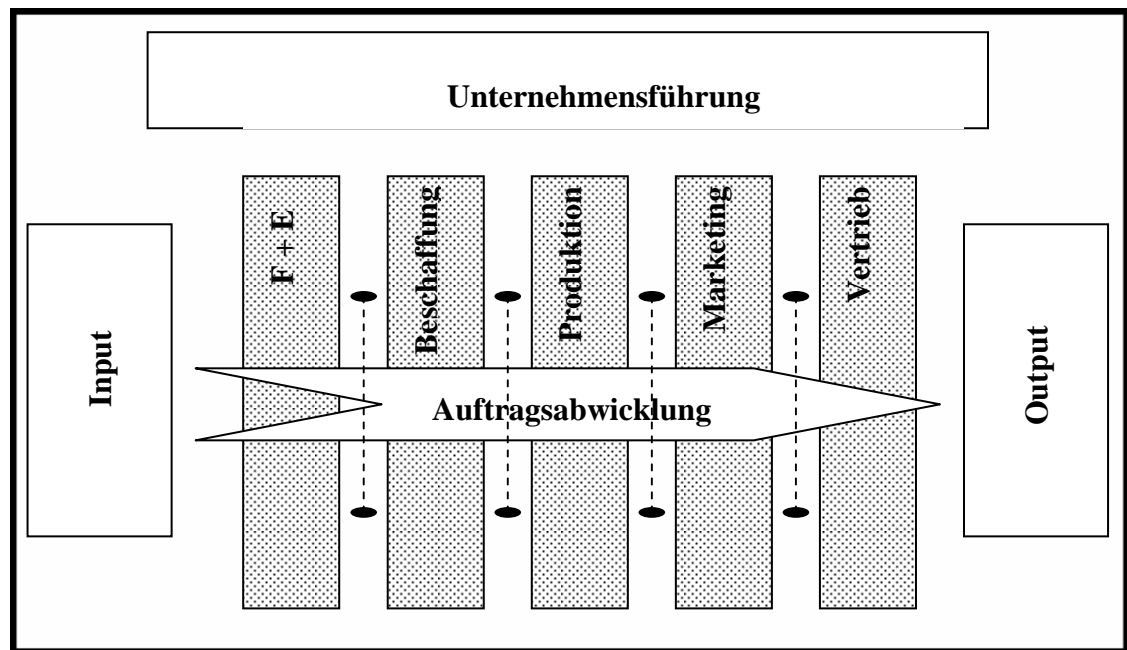 Unternehmensführung
Input
F + E
Beschaffung
Produktion
Marketing
Vertrieb
Auftragsabwicklung
Output